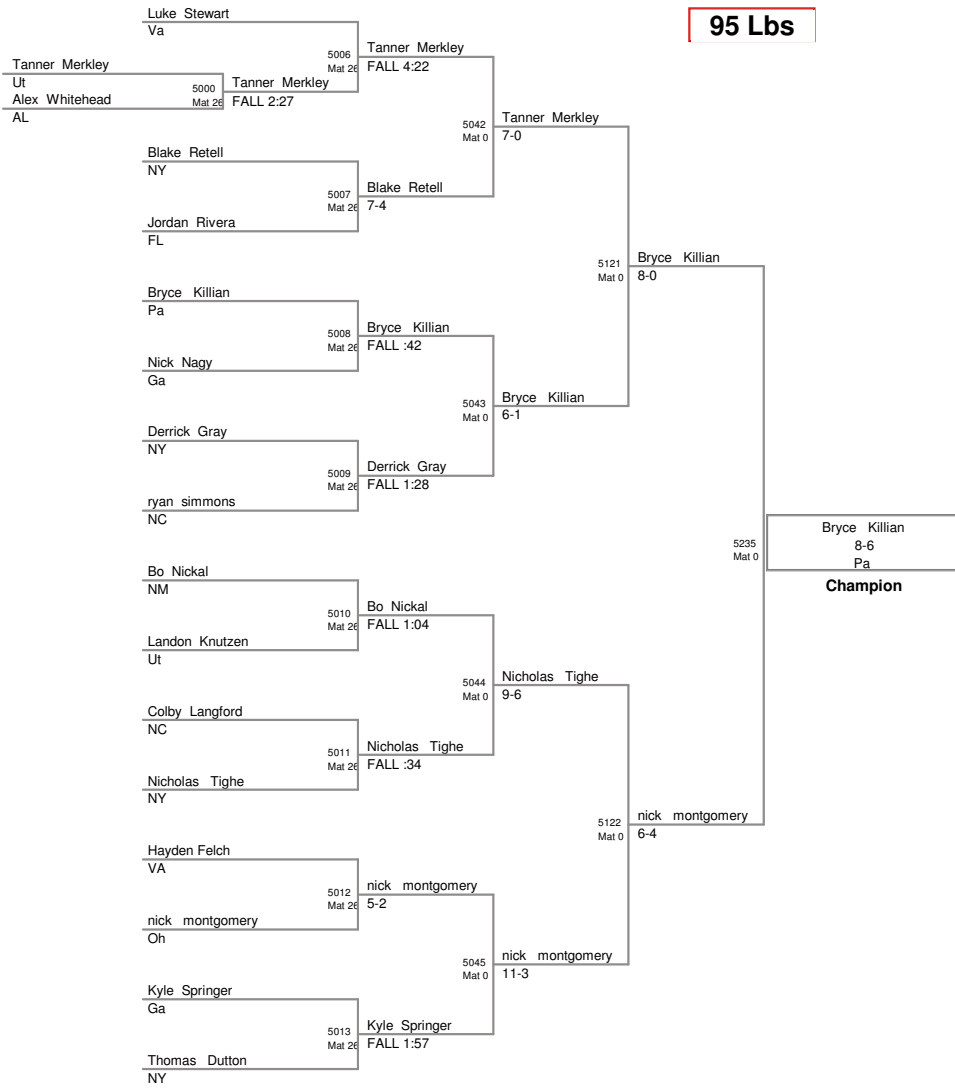 95 Lbs
Luke Stewart
Va
5006
Mat 26
Tanner Merkley
FALL 4:22
Tanner Merkley
Ut
5000
Mat 26
Tanner Merkley
FALL 2:27
Alex Whitehead
AL
5042
Mat 0
Tanner Merkley
7-0
Blake Retell
NY
5007
Mat 26
Blake Retell
7-4
Jordan Rivera
FL
5121
Mat 0
Bryce Killian
8-0
Bryce Killian
Pa
5008
Mat 26
Bryce Killian
FALL :42
Nick Nagy
Ga
5043
Mat 0
Bryce Killian
6-1
Derrick Gray
NY
5009
Mat 26
Derrick Gray
FALL 1:28
ryan simmons
NC
5235
Mat 0
Bryce Killian
8-6
Pa
Champion
Bo Nickal
NM
5010
Mat 26
Bo Nickal
FALL 1:04
Landon Knutzen
Ut
5044
Mat 0
Nicholas Tighe
9-6
Colby Langford
NC
5011
Mat 26
Nicholas Tighe
FALL :34
Nicholas Tighe
NY
5122
Mat 0
nick montgomery
6-4
Hayden Felch
VA
5012
Mat 26
nick montgomery
5-2
nick montgomery
Oh
5045
Mat 0
nick montgomery
11-3
Kyle Springer
Ga
5013
Mat 26
Kyle Springer
FALL 1:57
Thomas Dutton
NY